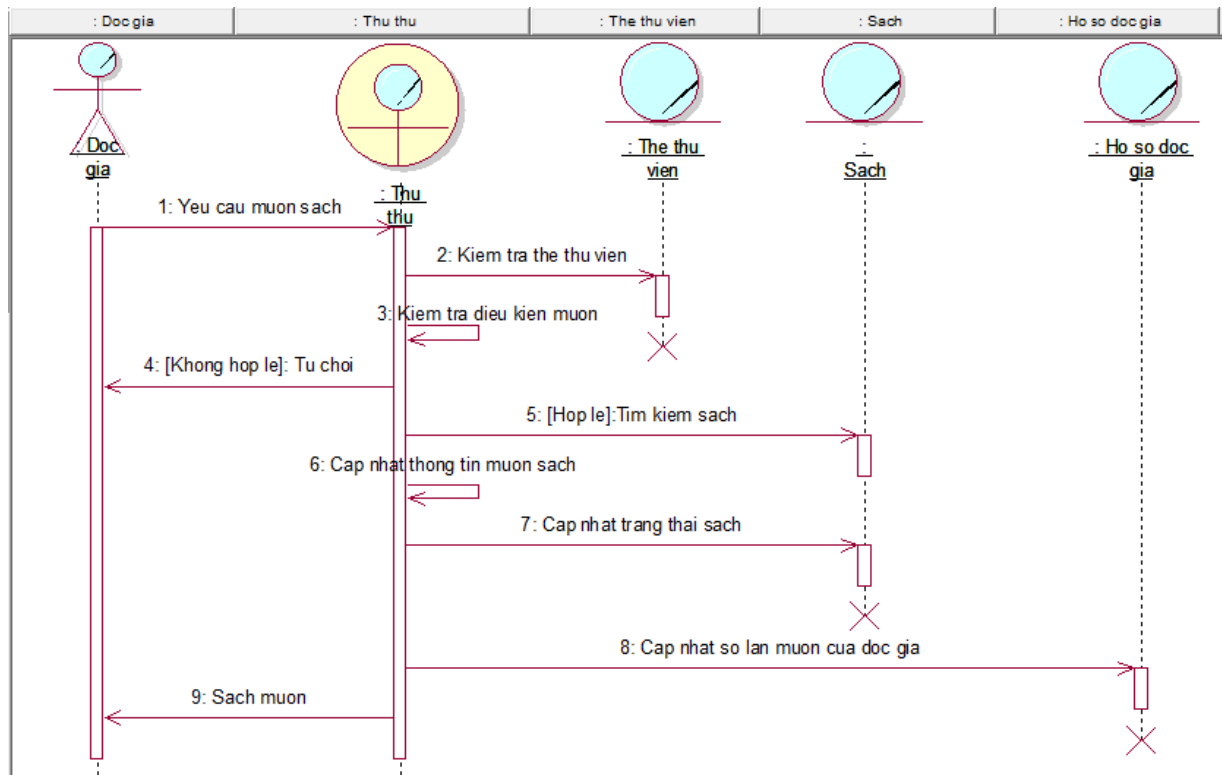 : Doc gia
: Thu thu
: The thu vien
: Sach
: Ho so doc gia
: Doc
gia
: Thu
thu
: The thu
vien
:
Sach
: Ho so doc
gia
1: Yeu cau muon sach
2: Kiem tra the thu vien
3: Kiem tra dieu kien muon
4: [Khong hop le]: Tu choi
5: [Hop le]:Tim kiem sach
6: Cap nhat thong tin muon sach
7: Cap nhat trang thai sach
8: Cap nhat so lan muon cua doc gia
9: Sach muon